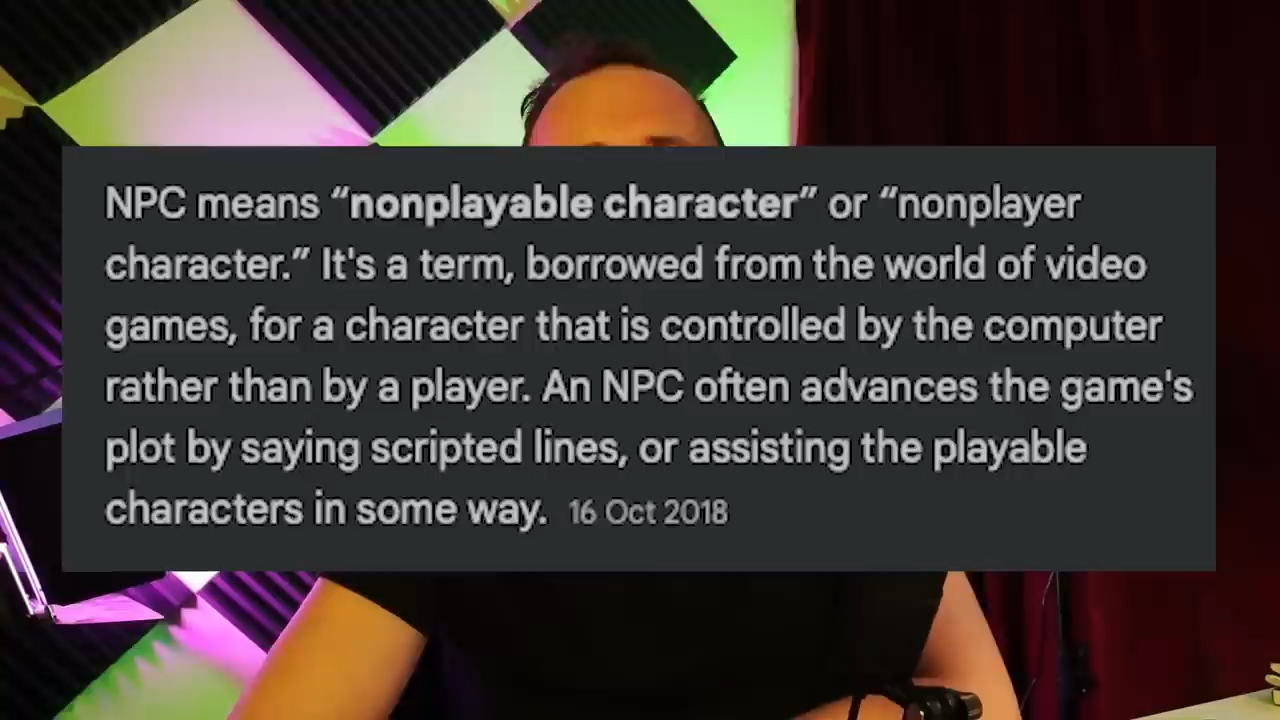 NPC means “nonplayable character” or “nonplayer
character.” It's a term, borrowed from the world of video
games, for a character that is controlled by the computer
rather than by a player. An NPC often advances the game's
plot by saying scripted lines, or assisting the playable
characters in some way. 16 Oct 2018